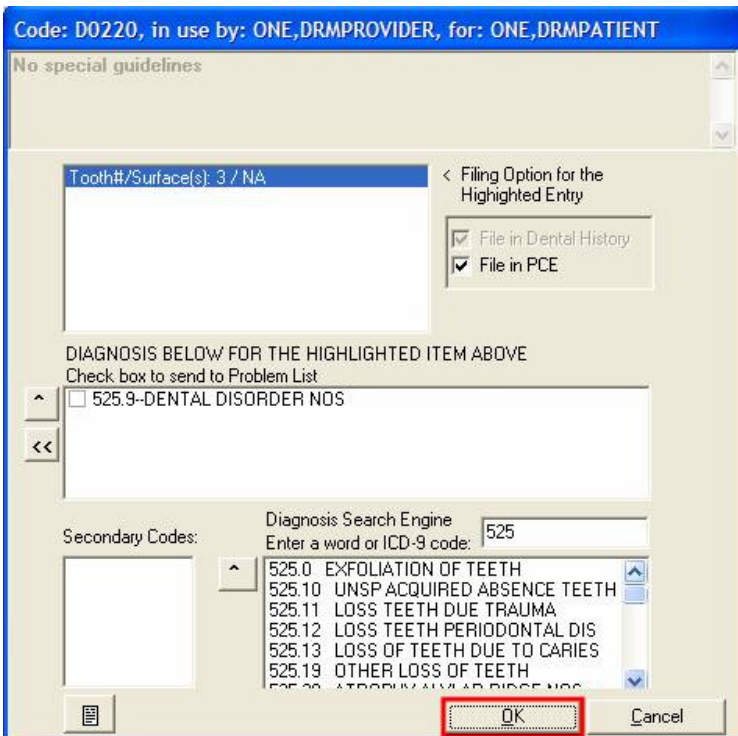 Code: D0220, in use by: ONE,DRMPROVIDER, for: ONE,DRMPATIENT
No special guidelines
Tooth#/Surface(s): 3 / NA
< Filing Option for the
Highlighted Entry
File in Dental History
File in PCE
DIAGNOSIS BELOW FOR THE HIGHLIGHTED ITEM ABOVE
Check box to send to Problem List
^
525.9--DENTAL DISORDER NOS
<<
Secondary Codes:
Diagnosis Search Engine
Enter a word or ICD-9 code:
525
^
525.0 EXFOLIATION OF TEETH
525.10 UNSP ACQUIRED ABSENCE TEETH
525.11 LOSS TEETH DUE TRAUMA
525.12 LOSS TEETH PERIODONTAL DIS
525.13 LOSS OF TEETH DUE TO CARIES
525.19 OTHER LOSS OF TEETH
OK
Cancel